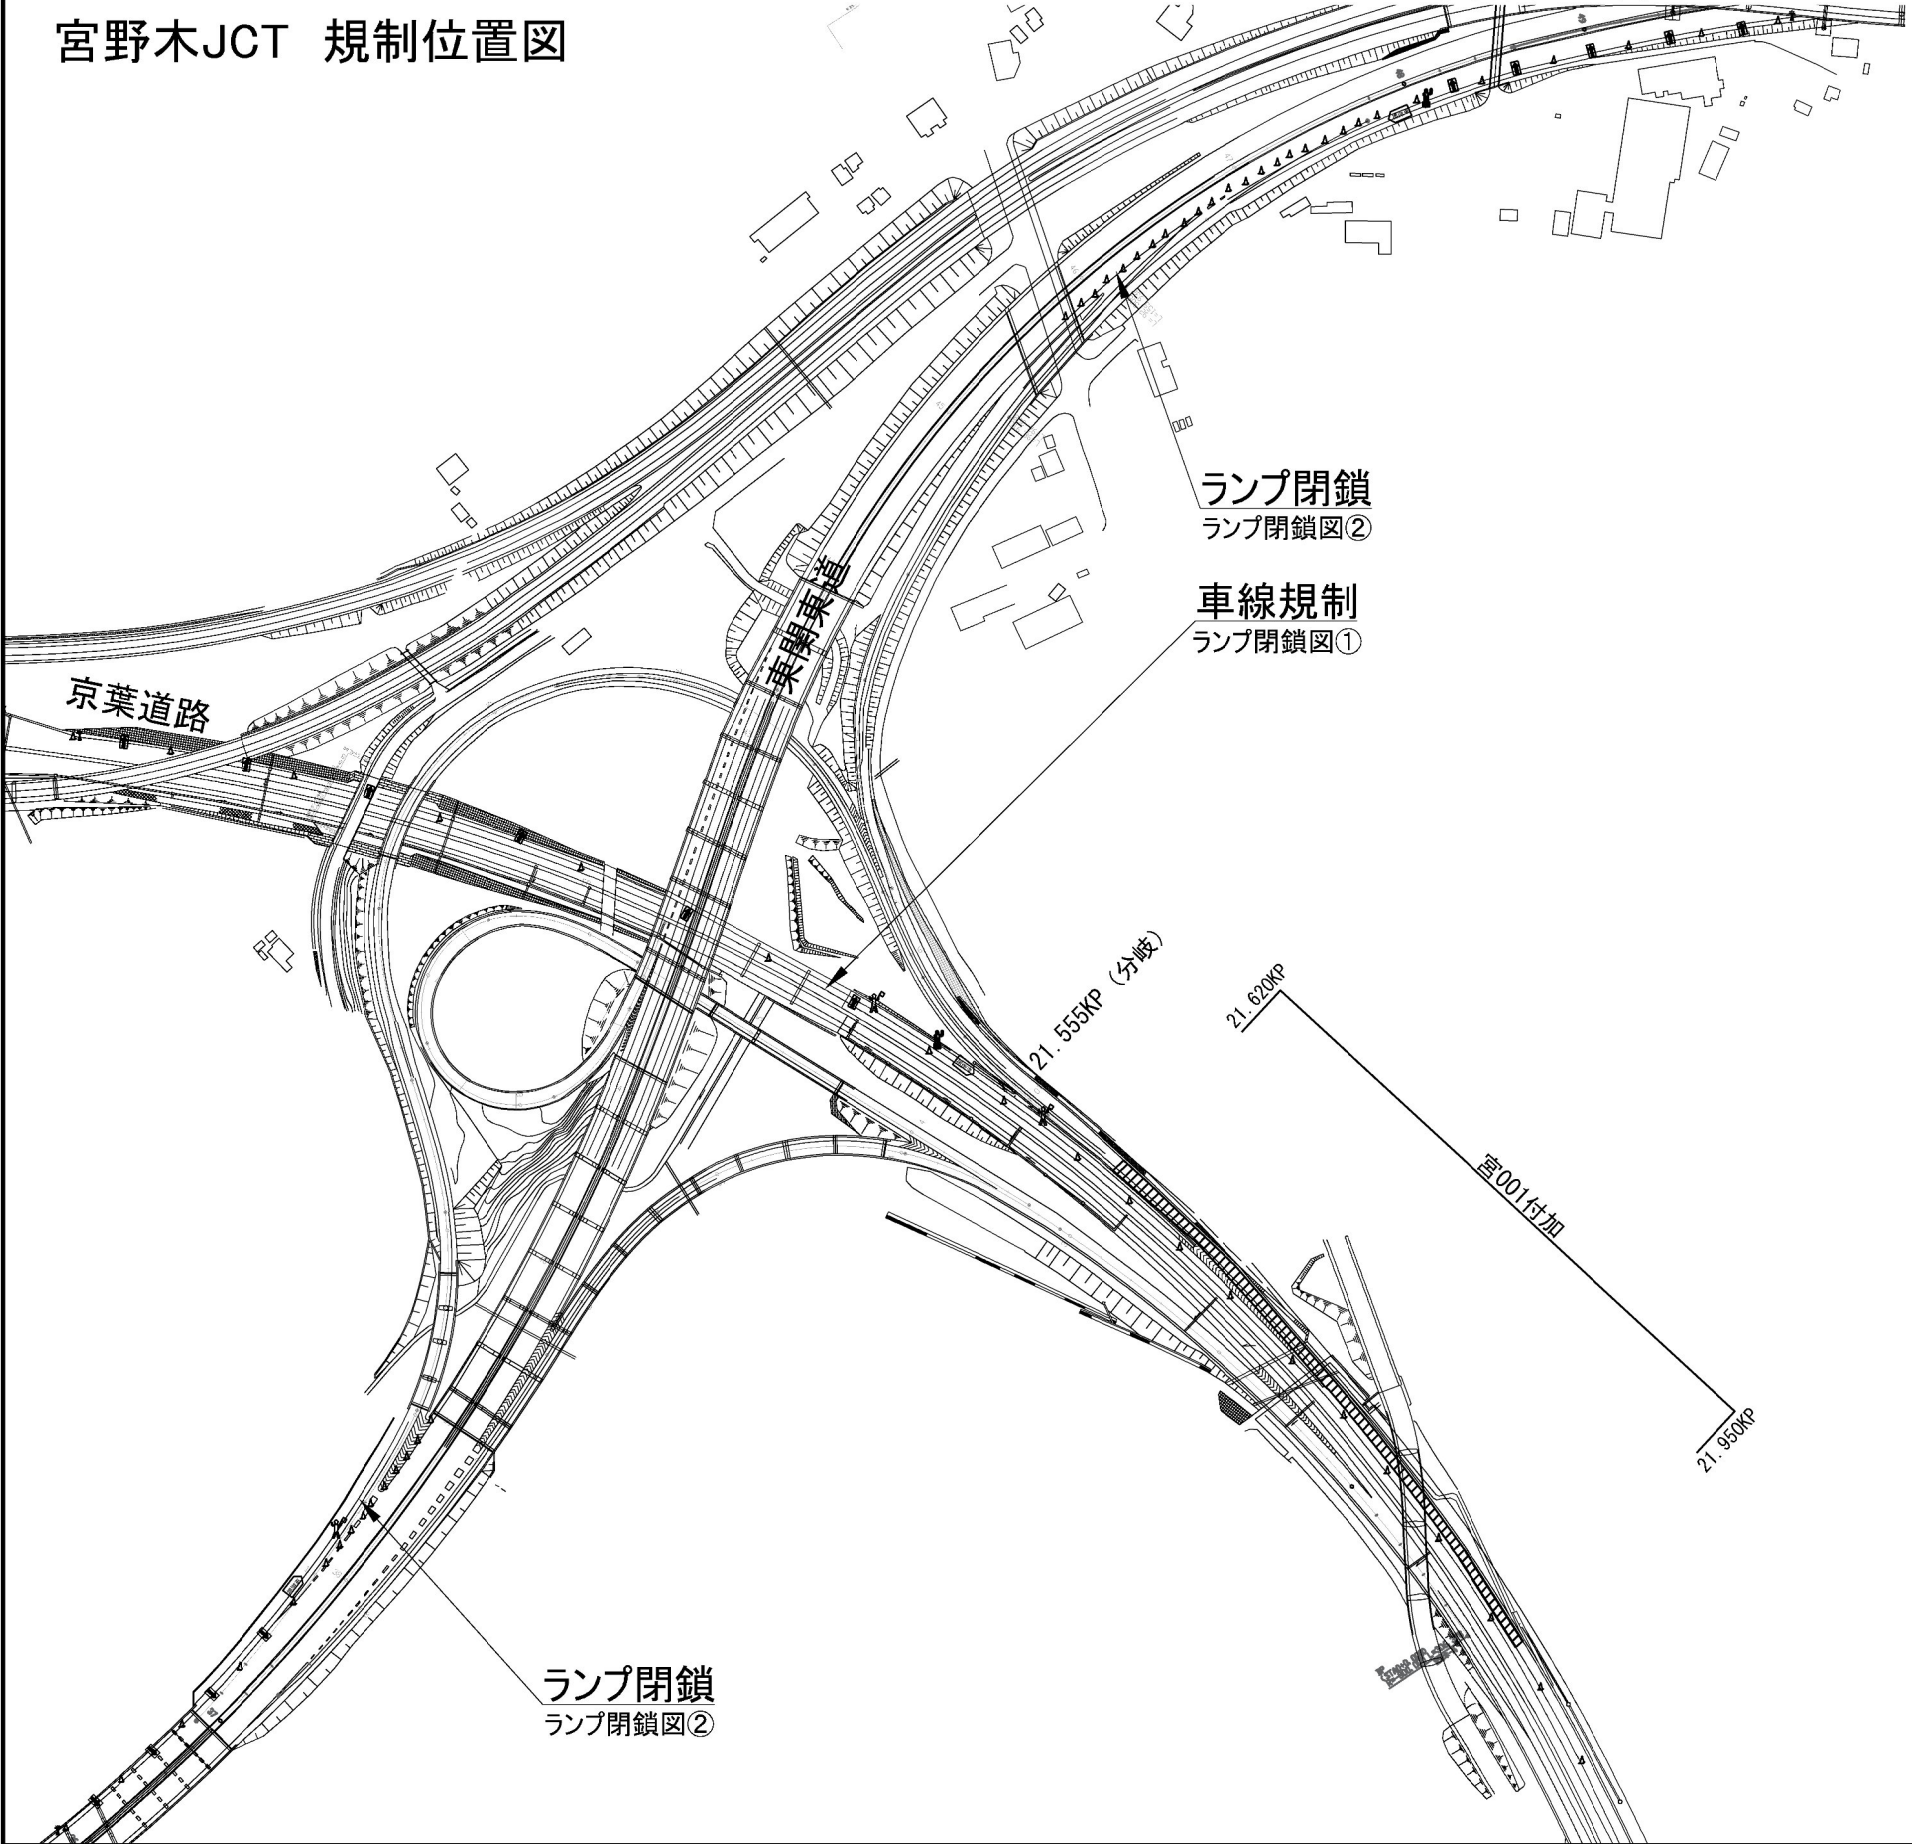 宮野木JCT 規制位置図
ランプ閉鎖
ランプ閉鎖図②
東関東道
車線規制
ランプ閉鎖図①
京葉道路
21.555KP（分岐）
21.620KP
宮001付加
21.950KP
ランプ閉鎖
ランプ閉鎖図②